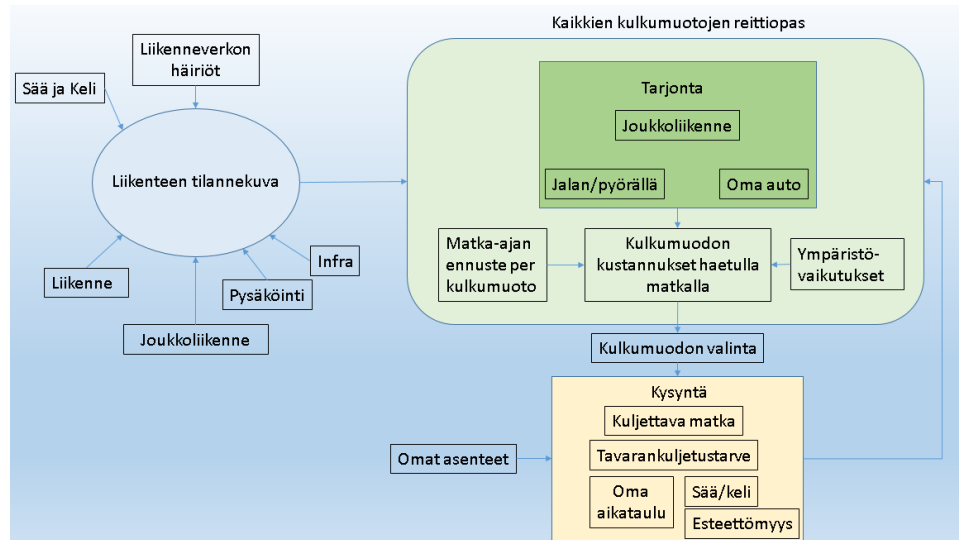 Kaikkien kulkumuotojen reittiopas
Liikenneverkon
häiriöt
Sää ja Keli
Liikenteen tilannekuva
Liikenne
Joukkoliikenne
Pysäköinti
Infra
Tarjonta
Joukkoliikenne
Jalan/pyörällä
Oma auto
Matka-ajan
ennuste per
kulkumuoto
Kulkumuodon
kustannukset haetulla
matkalla
Ympäristö-
vaikutukset
Kulkumuodon valinta
Kysyntä
Kuljettava matka
Omat asenteet
Tavarankuljetustarve
Oma
aikataulu
Sää/keli
Esteettömyys